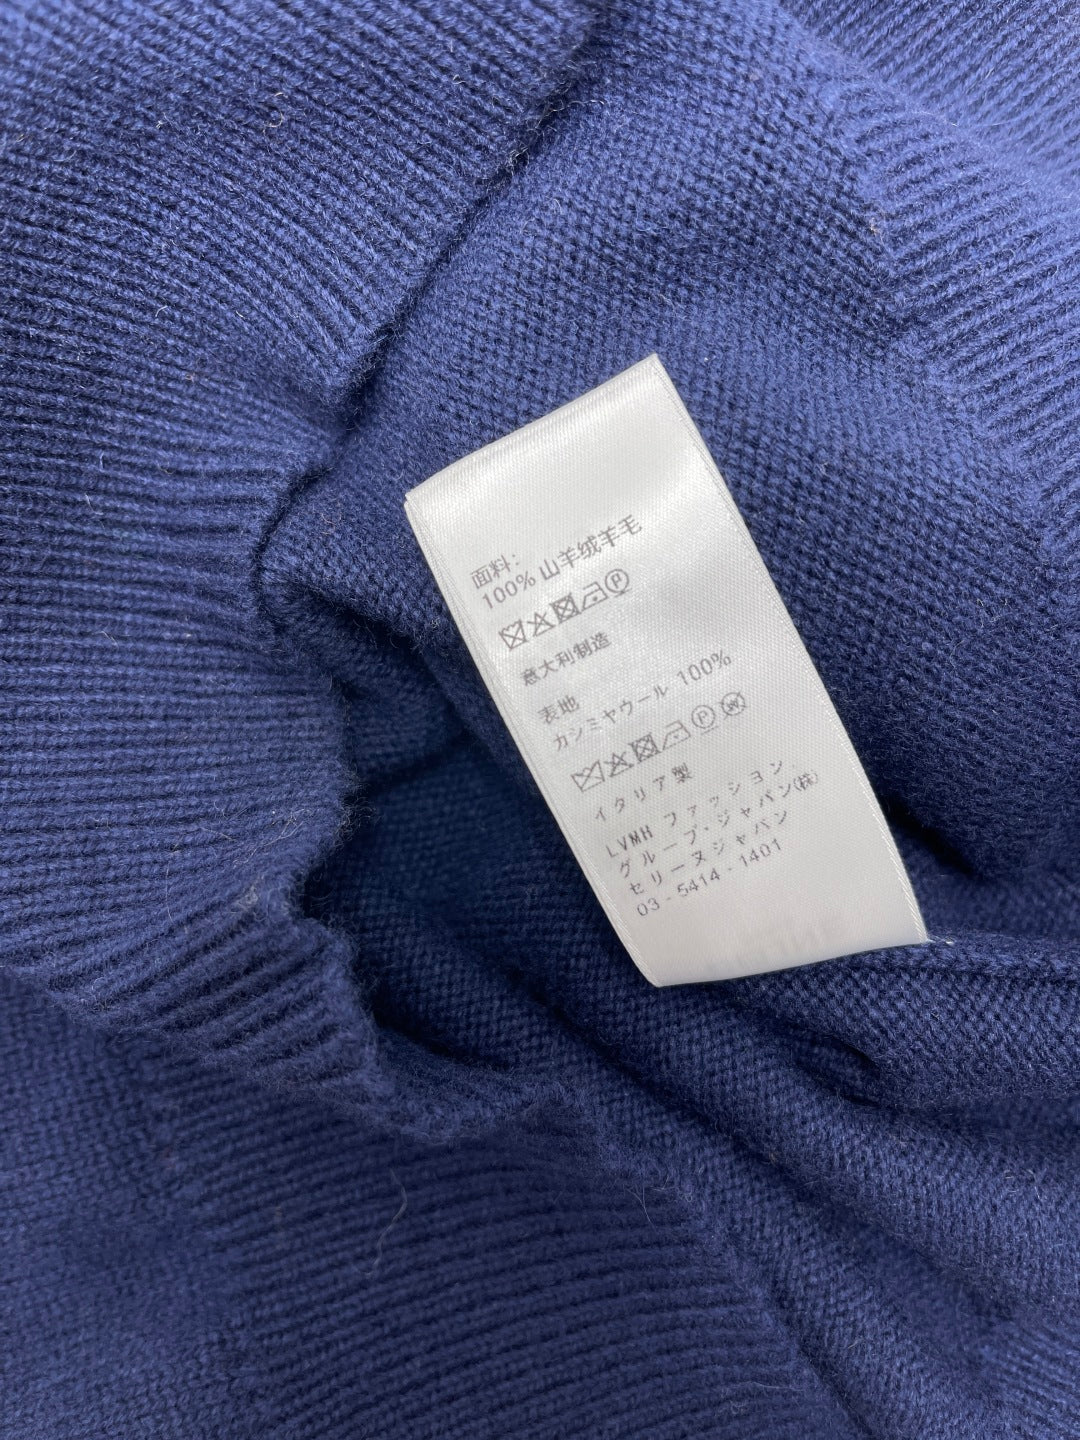 面料:
100% 山羊绒羊毛
意大利制造
表地
カシミヤウール 100%
イタリア製
LVMH ファッション.
グループ・ジャパン(株)
セリーヌジャパン
03 - 5414 - 1401